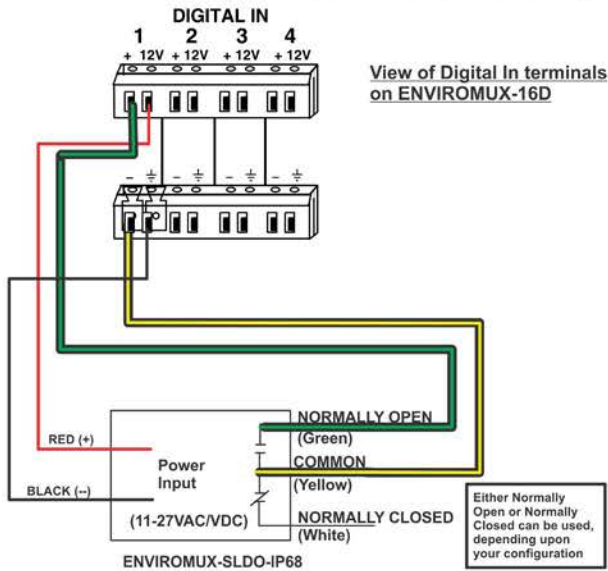 DIGITAL IN
1 2 3 4
+ 12V + 12V + 12V + 12V
View of Digital In terminals
on ENVIROMUX-16D
− ⏚ − ⏚ − ⏚ − ⏚
RED (+)
BLACK (--)
Power
Input
(11-27VAC/VDC)
NORMALLY OPEN
(Green)
COMMON
(Yellow)
NORMALLY CLOSED
(White)
ENVIROMUX-SLDO-IP68
Either Normally
Open or Normally
Closed can be used,
depending upon
your configuration